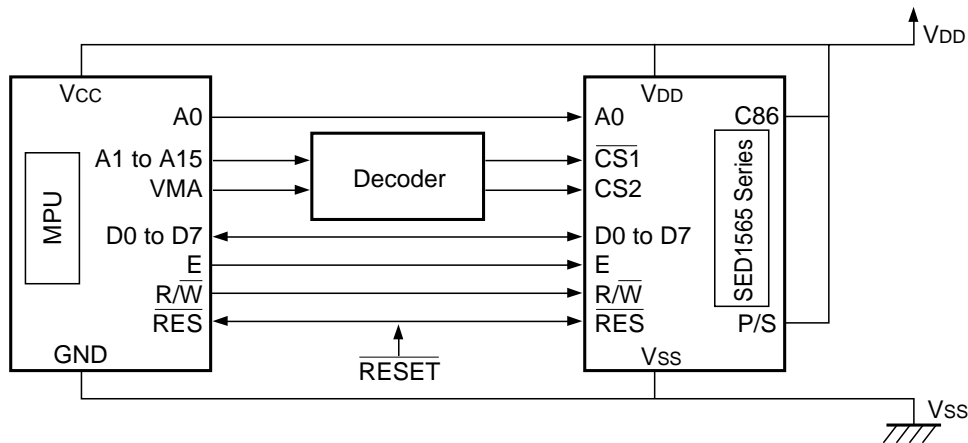 VDD
VCC
VDD
A0
A0
C86
A1 to A15
Decoder
CS1
VMA
CS2
MPU
SED1565 Series
D0 to D7
D0 to D7
E
E
R/W
R/W
RES
RES
P/S
RESET
GND
VSS
VSS